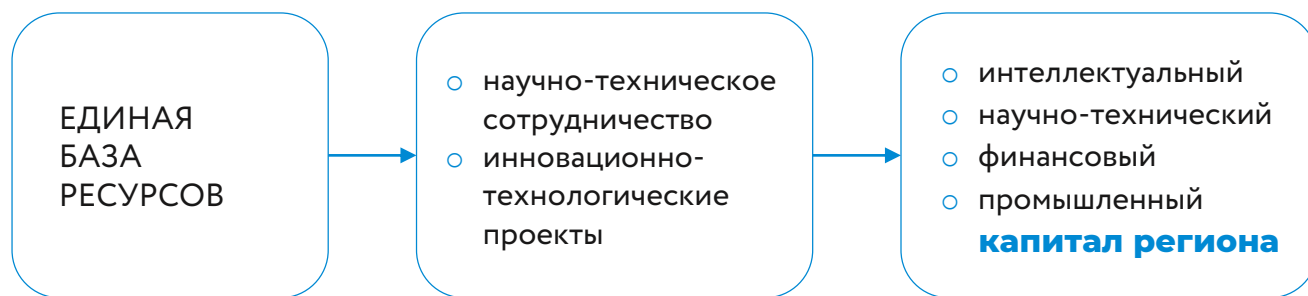 ЕДИНАЯ
БАЗА
РЕСУРСОВ
научно-техническое
сотрудничество
инновационно-
технологические
проекты
интеллектуальный
научно-технический
финансовый
промышленный
капитал региона